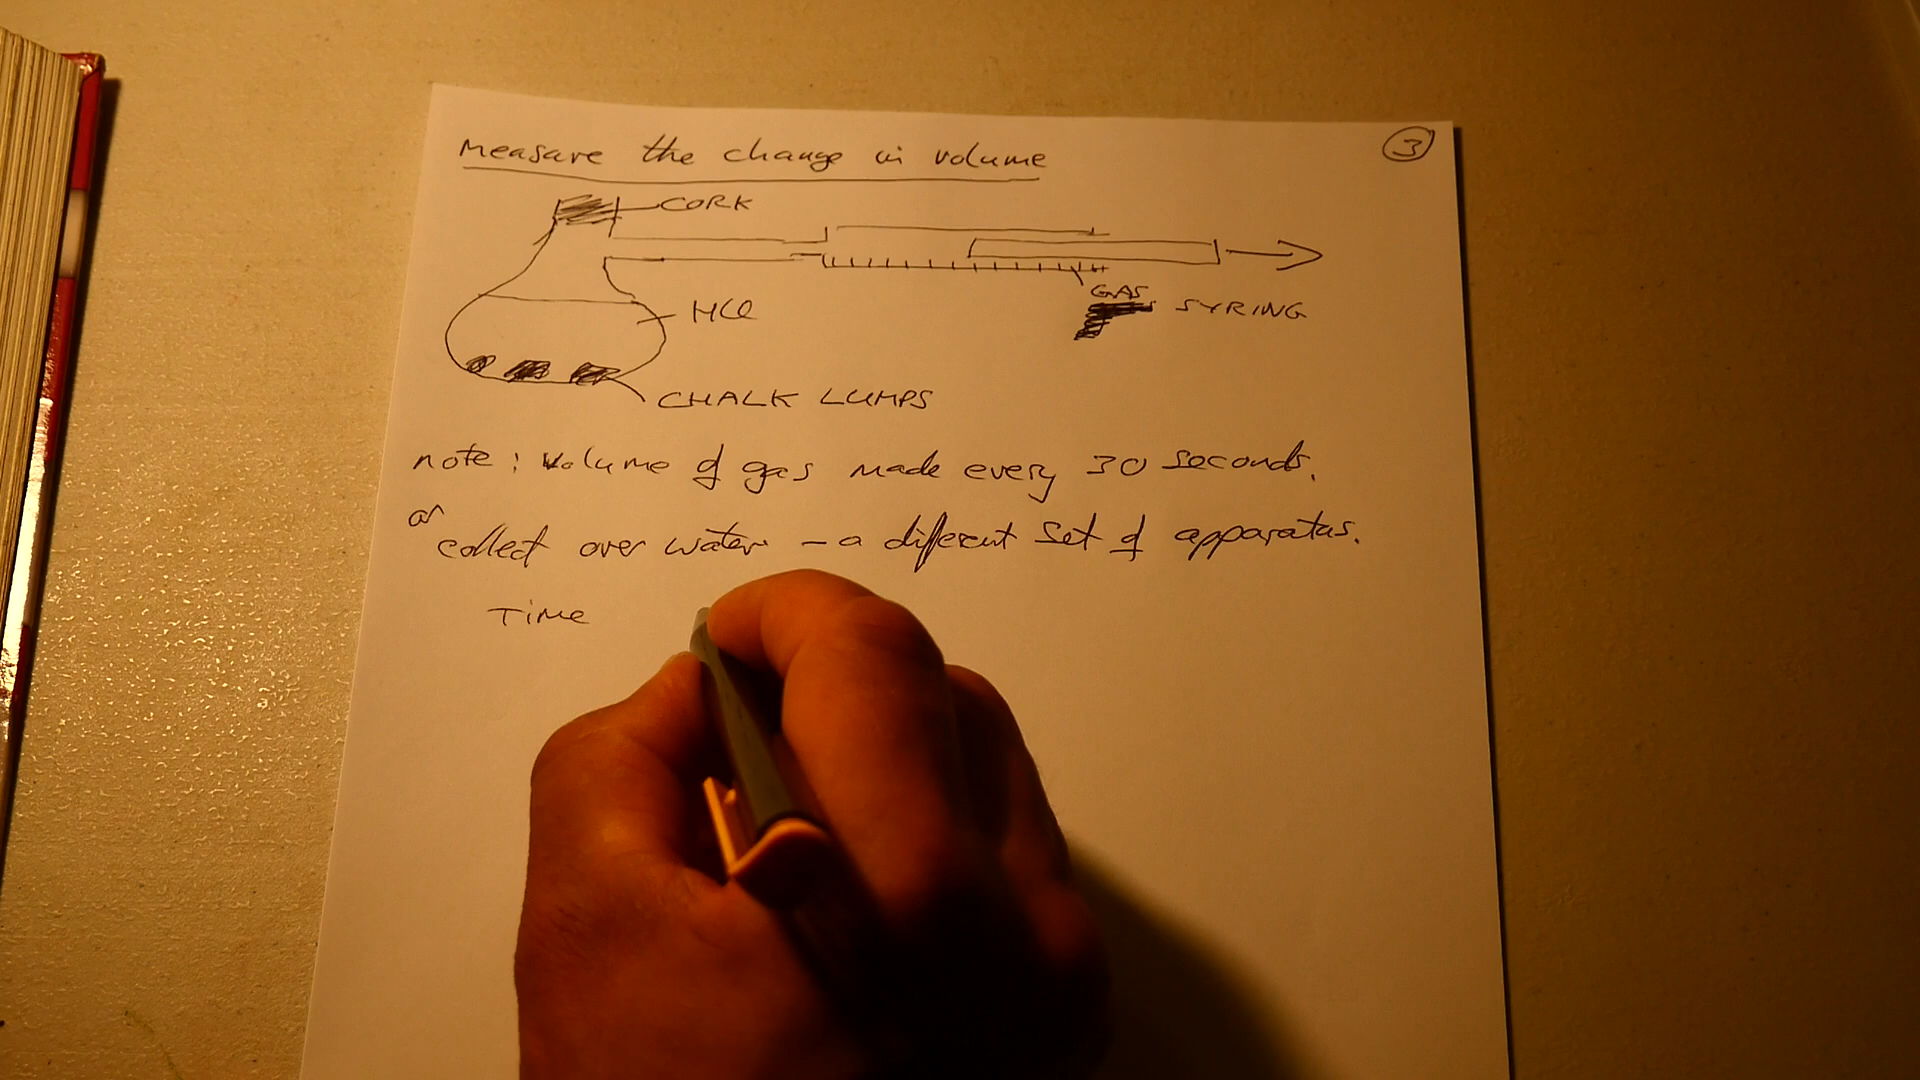 measure the change in volume
3
CORK
HCl
GAS
SYRING
CHALK LUMPS
note: Volume of gas made every 30 seconds.
or
collect over water - a different set of apparatus.
TIME